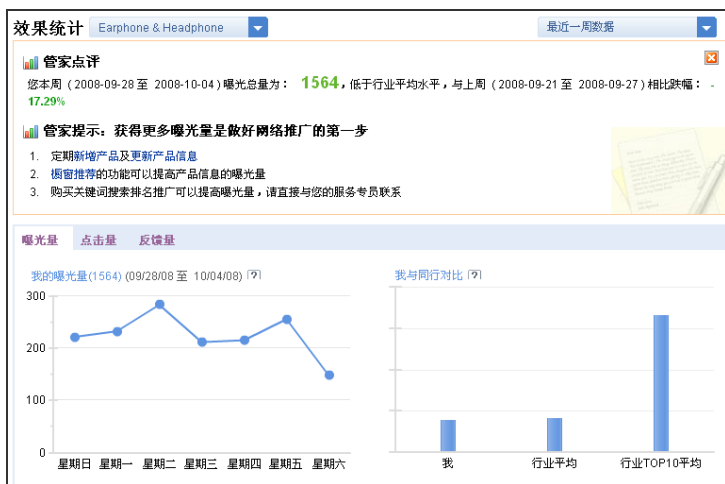 效果统计 Earphone & Headphone 最近一周数据
管家点评
您本周 (2008-09-28 至 2008-10-04) 曝光总量为: 1564, 低于行业平均水平, 与上周 (2008-09-21 至 2008-09-27) 相比跌幅: -
17.29%
管家提示: 获得更多曝光量是做好网络推广的第一步
1. 定期新增产品及更新产品信息
2. 橱窗推荐的功能可以提高产品信息的曝光量
3. 购买关键词搜索排名推广可以提高曝光量, 请直接与您的服务专员联系
曝光量 点击量 反馈量
我的曝光量(1564) (09/28/08 至 10/04/08) [?]
300
200
100
0
星期日 星期一 星期二 星期三 星期四 星期五 星期六
我与同行对比 [?]
我 行业平均 行业TOP10平均